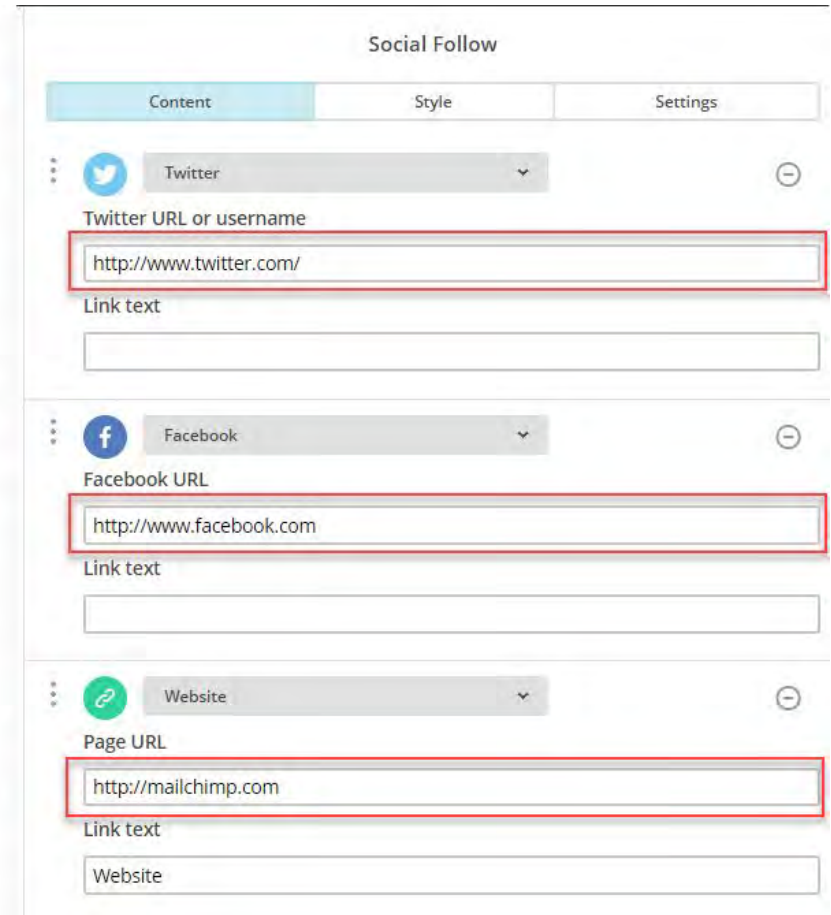 Social Follow
Content Style Settings
Twitter
Twitter URL or username
http://www.twitter.com/
Link text
Facebook
Facebook URL
http://www.facebook.com
Link text
Website
Page URL
http://mailchimp.com
Link text
Website